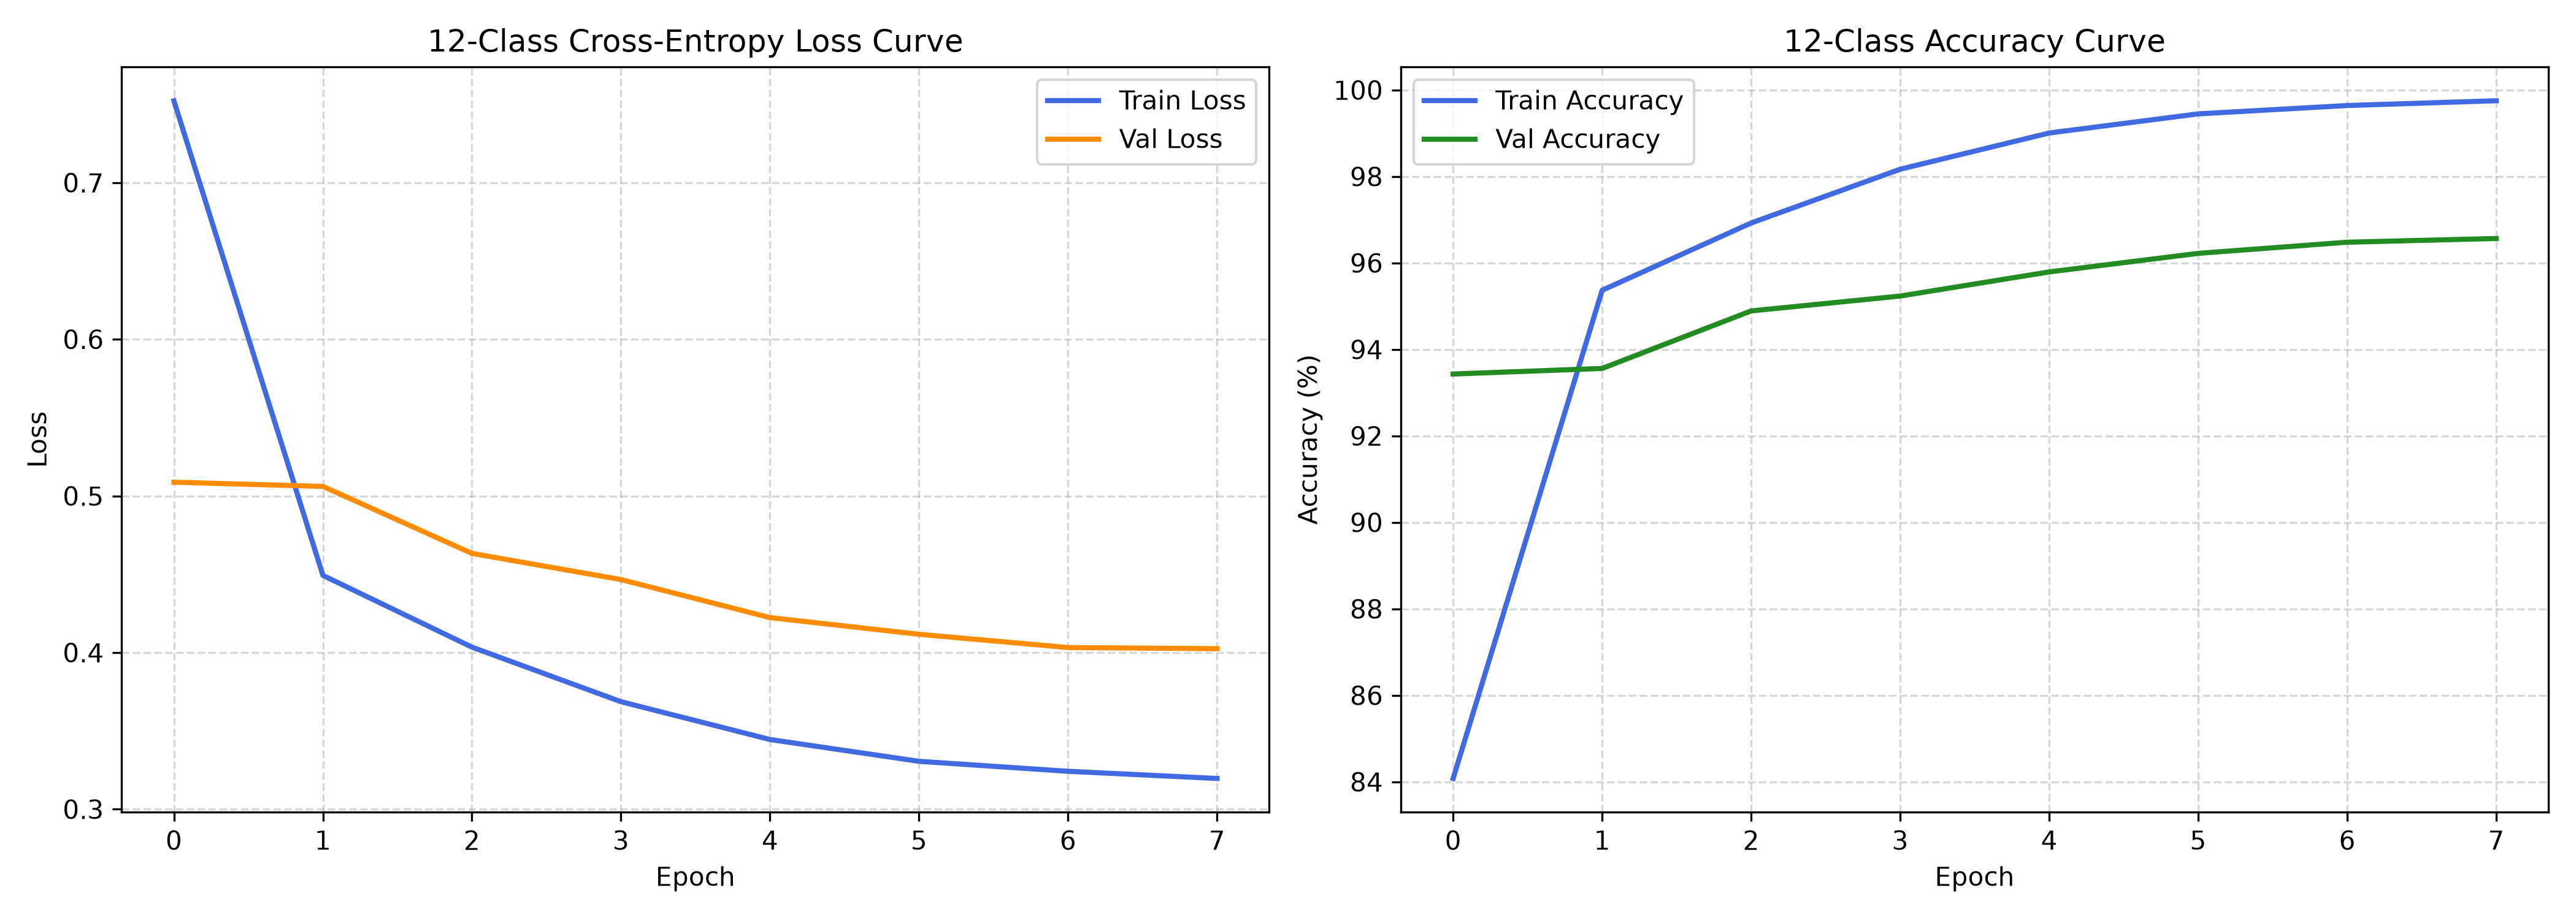 12-Class Cross-Entropy Loss Curve
Train Loss
Val Loss
0.7
0.6
0.5
0.4
0.3
Loss
0 1 2 3 4 5 6 7
Epoch
12-Class Accuracy Curve
Train Accuracy
Val Accuracy
100
98
96
94
92
90
88
86
84
Accuracy (%)
0 1 2 3 4 5 6 7
Epoch